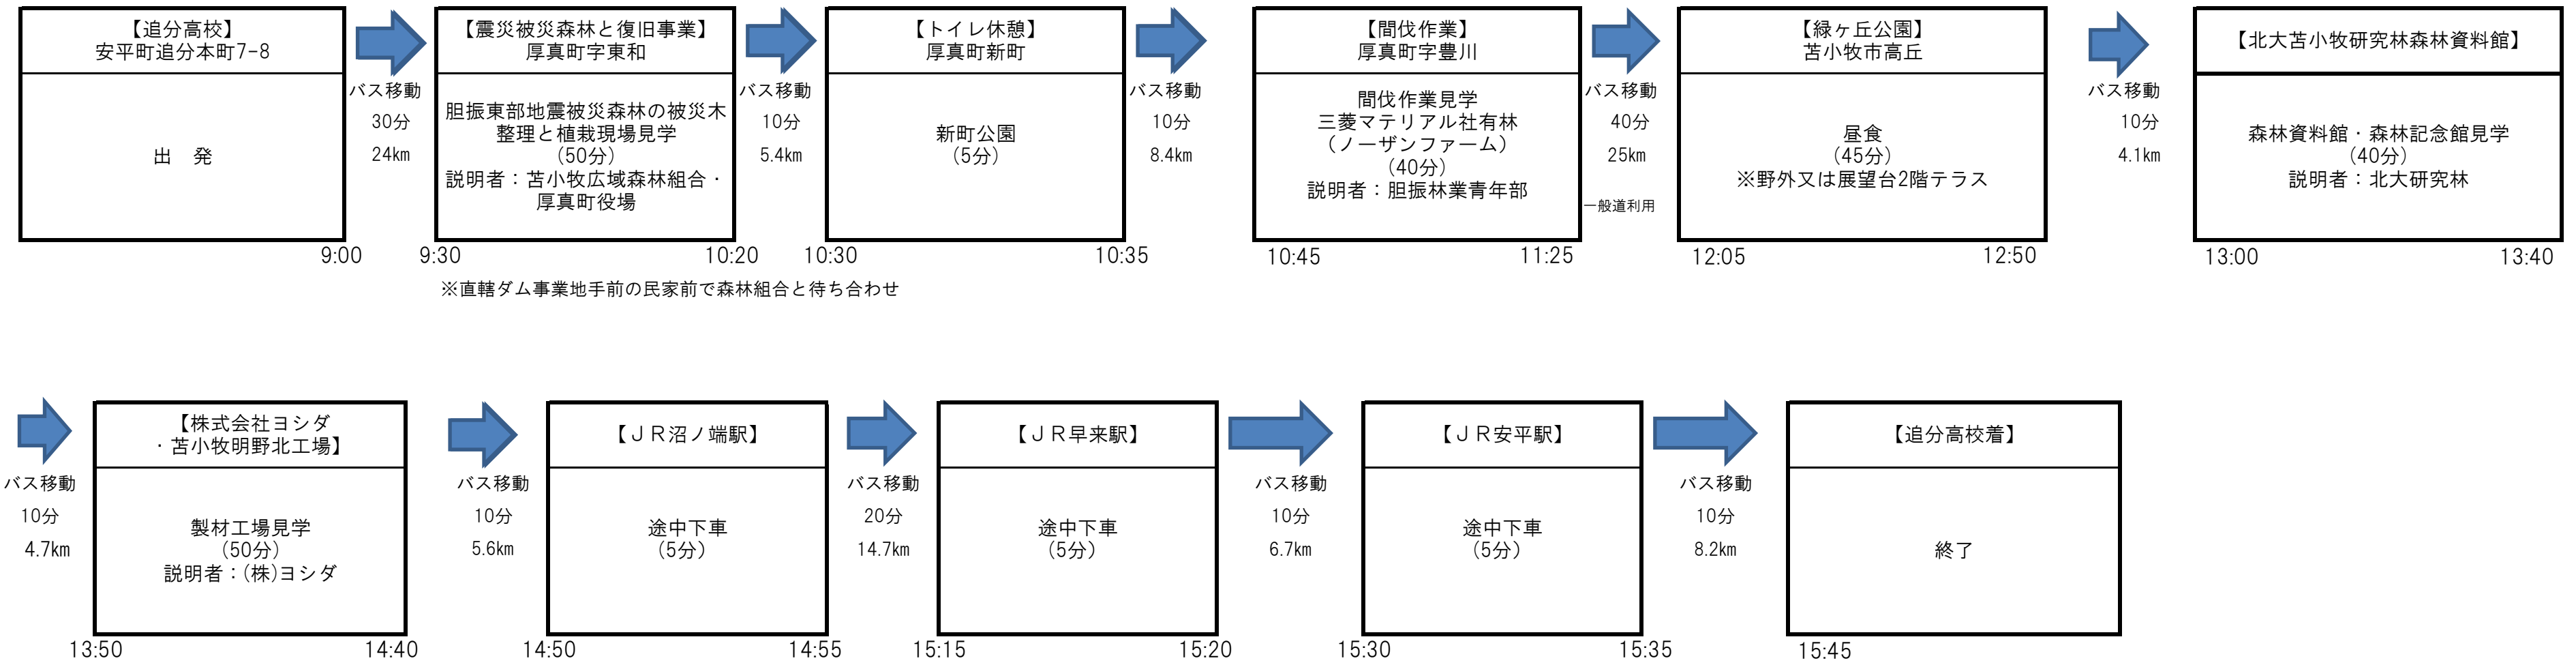 【追分高校】
安平町追分本町7-8
出　発
9:00
バス移動
30分
24km
【震災被災森林と復旧事業】
厚真町字東和
胆振東部地震被災森林の被災木
整理と植栽現場見学
(50分)
説明者：苫小牧広域森林組合・
厚真町役場
9:30
10:20
※直轄ダム事業地手前の民家前で森林組合と待ち合わせ
バス移動
10分
5.4km
【トイレ休憩】
厚真町新町
新町公園
(5分)
10:30
10:35
バス移動
10分
8.4km
【間伐作業】
厚真町字豊川
間伐作業見学
三菱マテリアル社有林
（ノーザンファーム）
(40分)
説明者：胆振林業青年部
10:45
11:25
バス移動
40分
25km
一般道利用
【緑ヶ丘公園】
苫小牧市高丘
昼食
(45分)
※野外又は展望台2階テラス
12:05
12:50
バス移動
10分
4.1km
【北大苫小牧研究林森林資料館】
森林資料館・森林記念館見学
(40分)
説明者：北大研究林
13:00
13:40
バス移動
10分
4.7km
【株式会社ヨシダ
・苫小牧明野北工場】
製材工場見学
(50分)
説明者：(株)ヨシダ
13:50
14:40
バス移動
10分
5.6km
【ＪＲ沼ノ端駅】
途中下車
(5分)
14:50
14:55
バス移動
20分
14.7km
【ＪＲ早来駅】
途中下車
(5分)
15:15
15:20
バス移動
10分
6.7km
【ＪＲ安平駅】
途中下車
(5分)
15:30
15:35
バス移動
10分
8.2km
【追分高校着】
終了
15:45